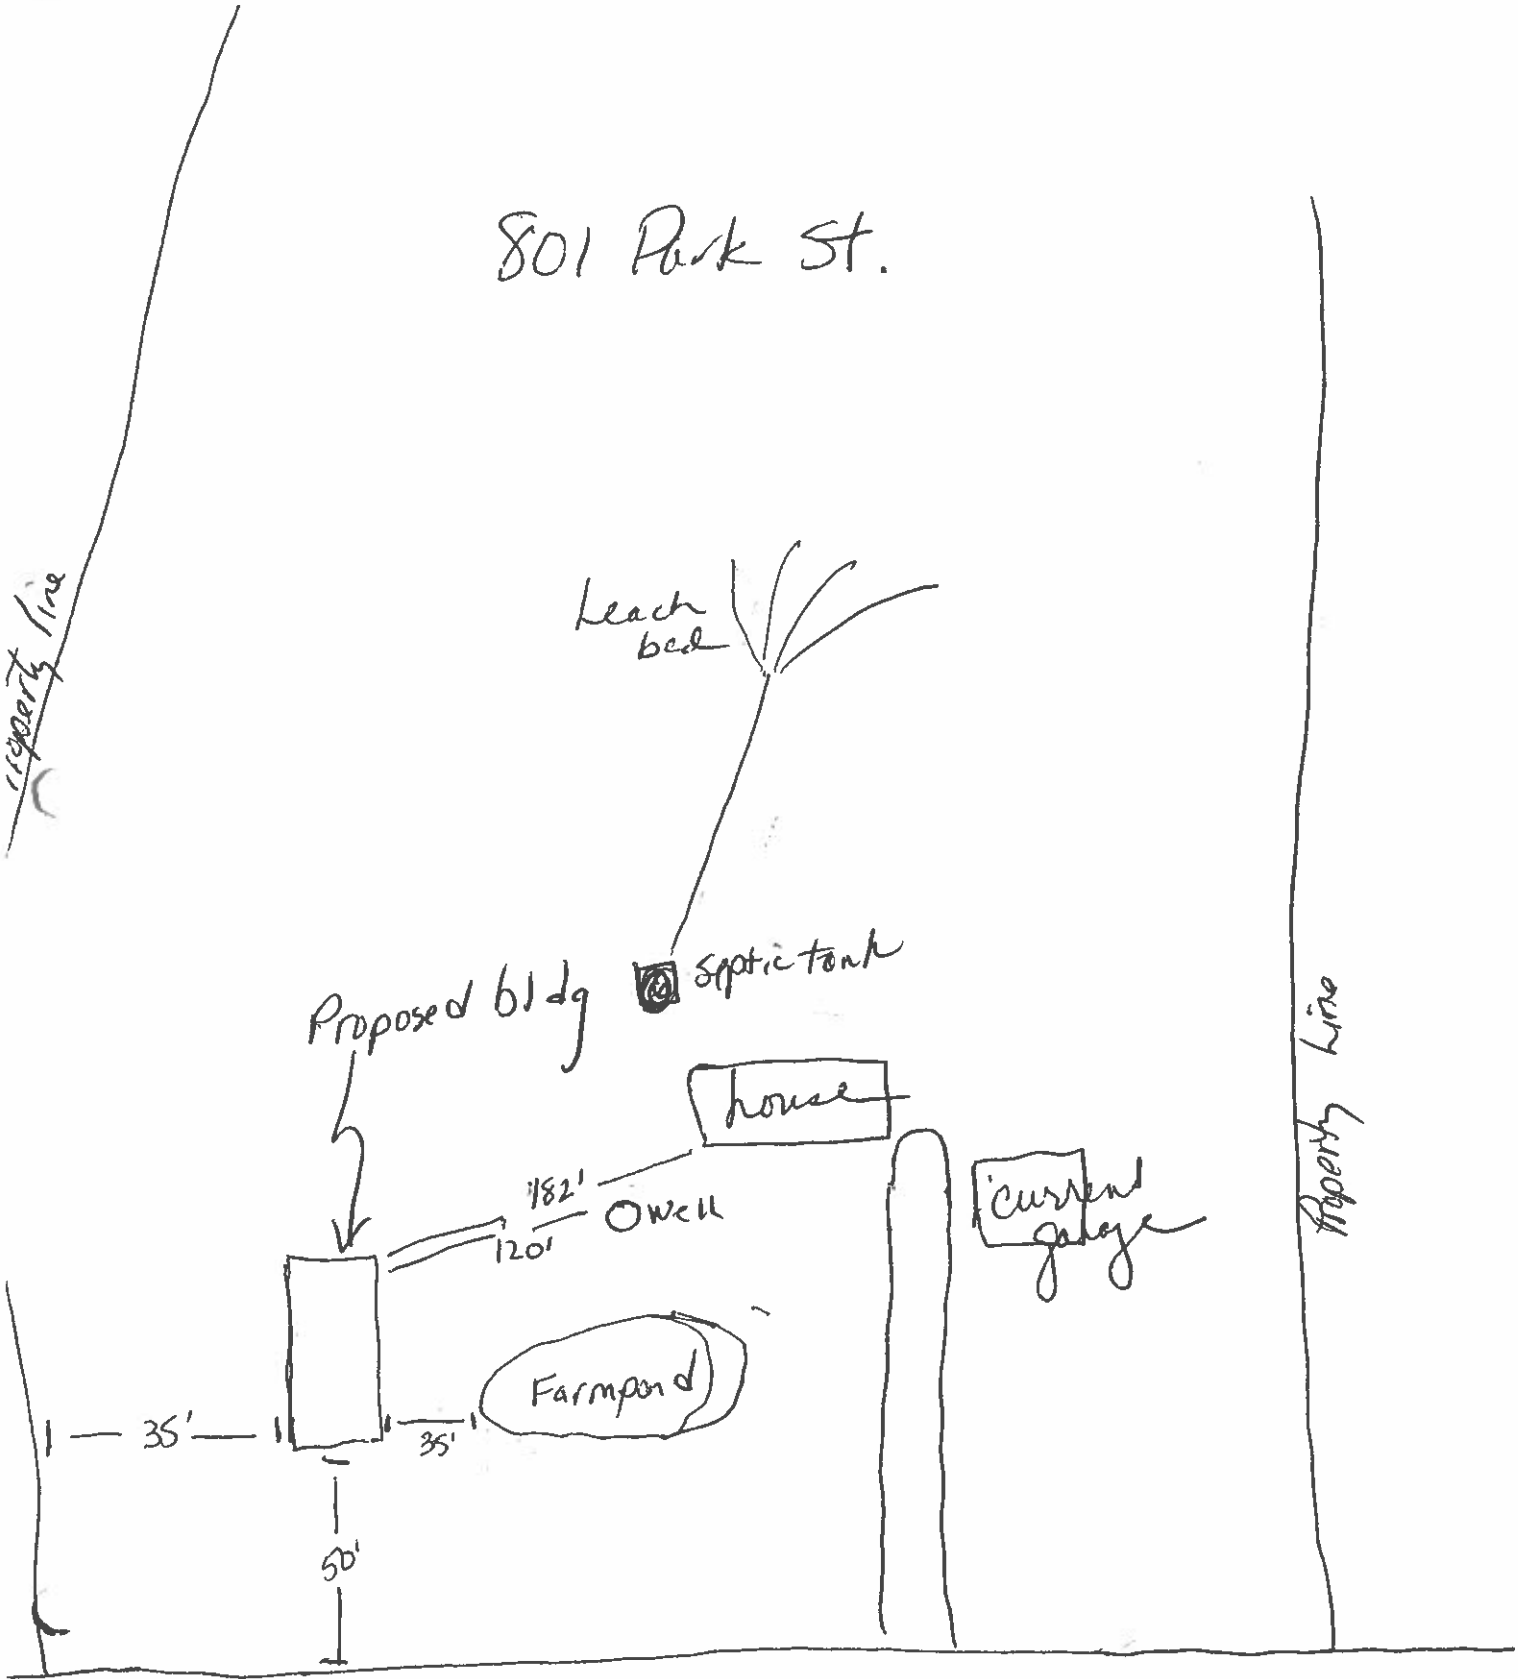 801 Park St.
Leach
bed
property line
septic tank
Proposed bldg
Property Line
house
current
garage
182'
well
120'
Farmpond
35'
35'
50'